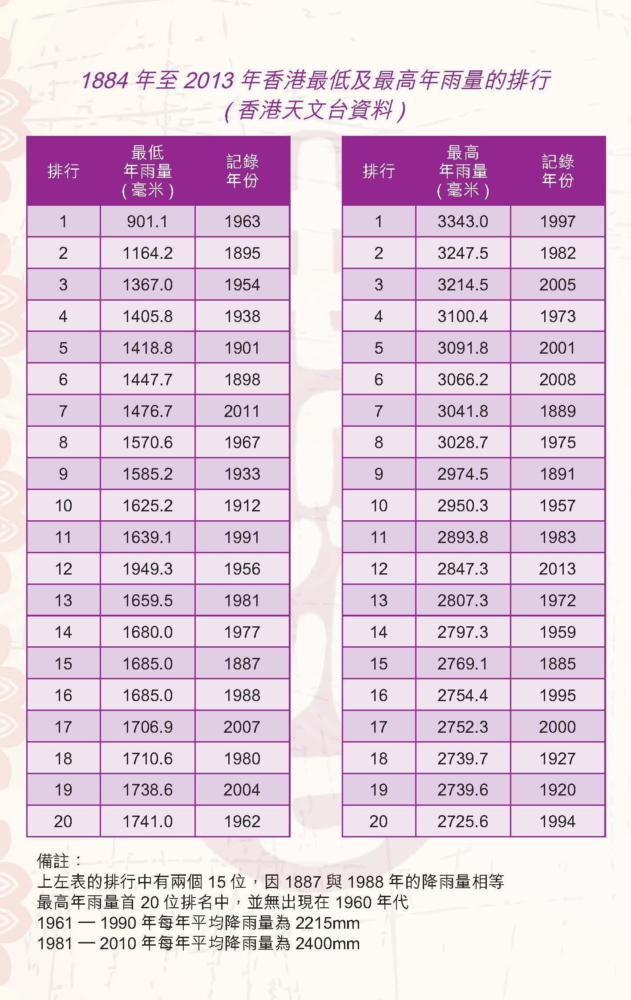 1884 年至 2013 年香港最低及最高年雨量的排行
( 香港天文台資料 )
排行 最低年雨量(毫米) 記錄年份
1 901.1 1963
2 1164.2 1895
3 1367.0 1954
4 1405.8 1938
5 1418.8 1901
6 1447.7 1898
7 1476.7 2011
8 1570.6 1967
9 1585.2 1933
10 1625.2 1912
11 1639.1 1991
12 1949.3 1956
13 1659.5 1981
14 1680.0 1977
15 1685.0 1887
16 1685.0 1988
17 1706.9 2007
18 1710.6 1980
19 1738.6 2004
20 1741.0 1962
排行 最高年雨量(毫米) 記錄年份
1 3343.0 1997
2 3247.5 1982
3 3214.5 2005
4 3100.4 1973
5 3091.8 2001
6 3066.2 2008
7 3041.8 1889
8 3028.7 1975
9 2974.5 1891
10 2950.3 1957
11 2893.8 1983
12 2847.3 2013
13 2807.3 1972
14 2797.3 1959
15 2769.1 1885
16 2754.4 1995
17 2752.3 2000
18 2739.7 1927
19 2739.6 1920
20 2725.6 1994
備註：
上左表的排行中有兩個 15 位，因 1887 與 1988 年的降雨量相等
最高年雨量首 20 位排名中，並無出現在 1960 年代
1961 — 1990 年每年平均降雨量為 2215mm
1981 — 2010 年每年平均降雨量為 2400mm